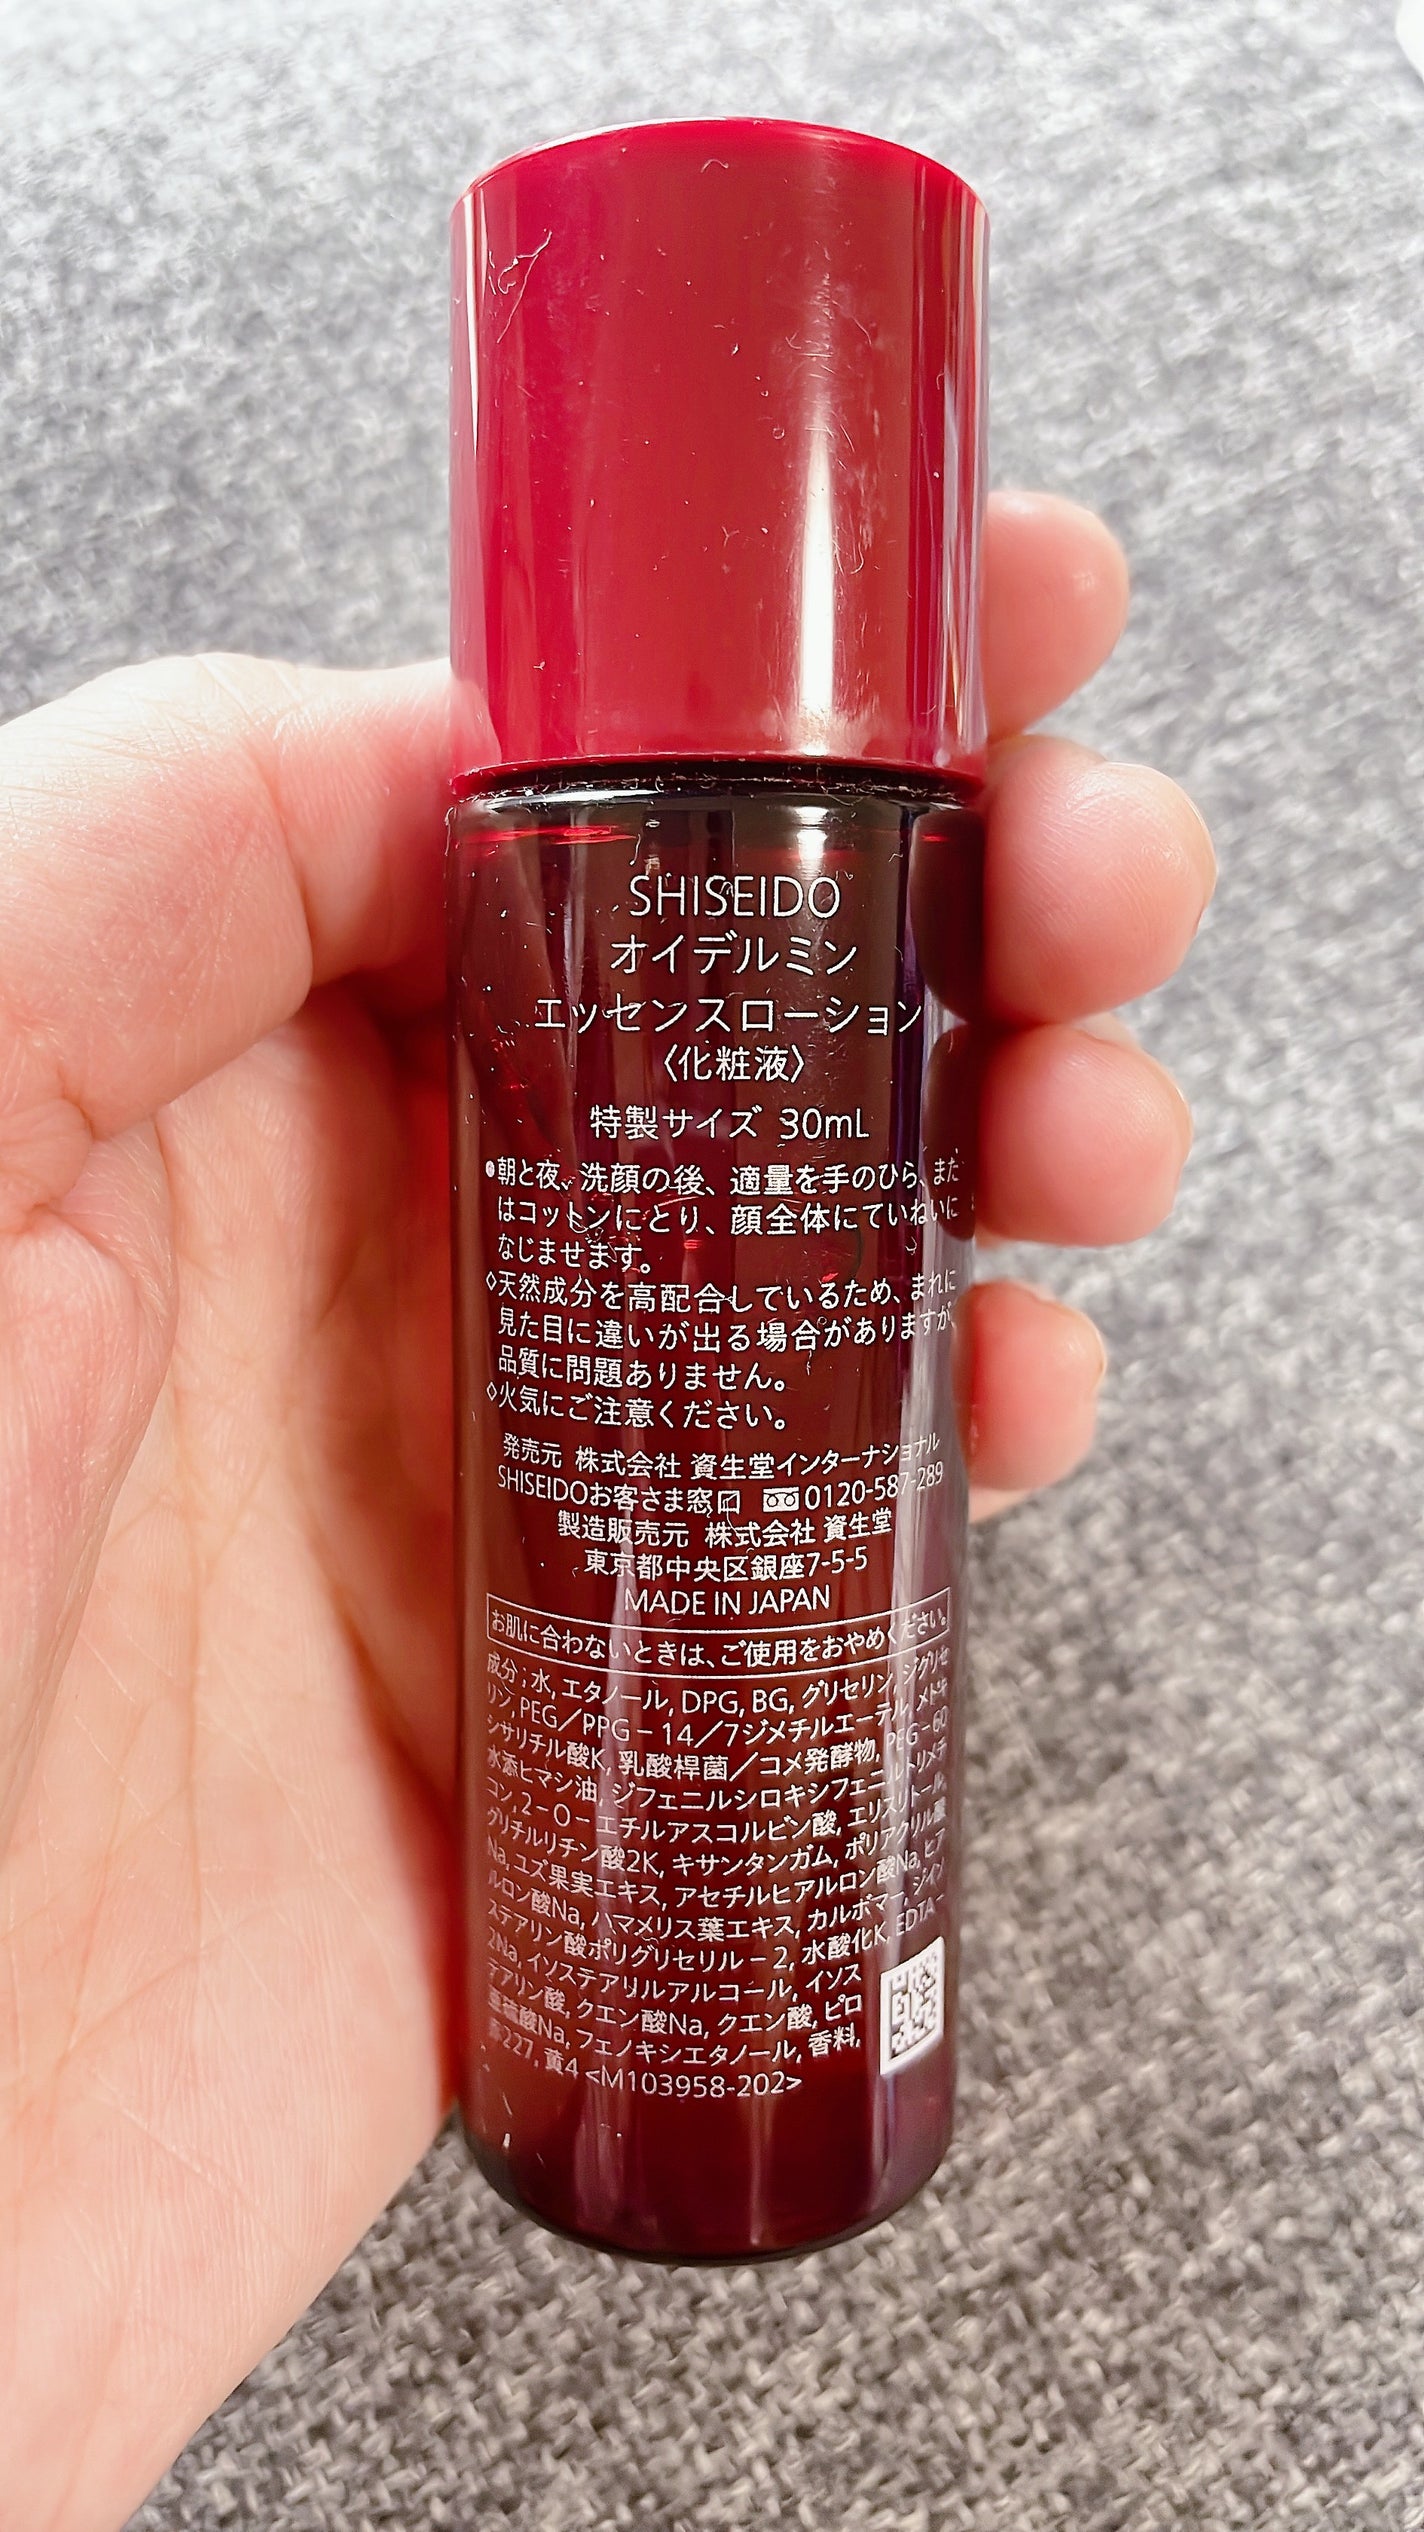 SHISEIDO
オイデルミン
エッセンスローション
〈化粧液〉
特製サイズ 30mL
●朝と夜、洗顔の後、適量を手のひら、また
はコットンにとり、顔全体にていねいに
なじませます。
◇天然成分を高配合しているため、まれに
見た目に違いが出る場合がありますが、
品質に問題ありません。
◇火気にご注意ください。
発売元 株式会社 資生堂インターナショナル
SHISEIDOお客さま窓口 0120-587-289
製造販売元 株式会社 資生堂
東京都中央区銀座7-5-5
MADE IN JAPAN
お肌に合わないときは、ご使用をおやめください。
成分:水, エタノール, DPG, BG, グリセリン, ジグリセ
リン, PEG/PPG-14/7ジメチルエーテル, メトキ
シサリチル酸K, 乳酸桿菌/コメ発酵物, PEG-60
水添ヒマシ油, ジフェニルシロキシフェニルトリメチ
コン, 2-O-エチルアスコルビン酸, エリスリトール,
グリチルリチン酸2K, キサンタンガム, ポリアクリル酸
Na, ユズ果実エキス, アセチルヒアルロン酸Na, ヒア
ルロン酸Na, ハマメリス葉エキス, カルボマー, ジイソ
ステアリン酸ポリグリセリル-2, 水酸化K, EDTA-
2Na, イソステアリルアルコール, イソス
テアリン酸, クエン酸Na, クエン酸, ピロ
亜硫酸Na, フェノキシエタノール, 香料,
赤227, 黄4 <M103958-202>